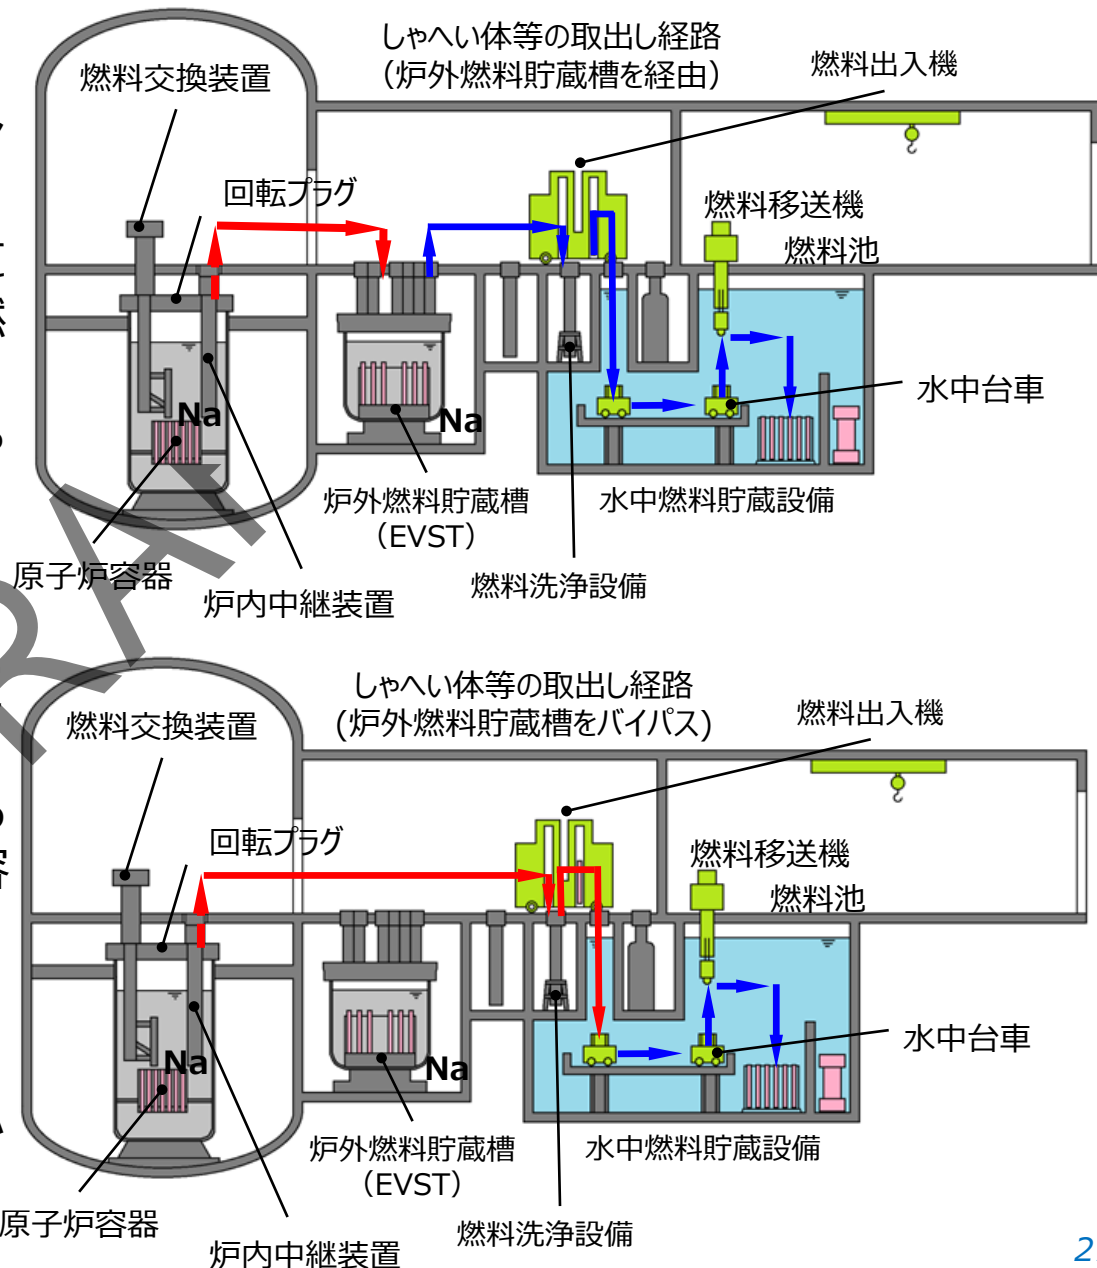 しゃへい体等の取出し経路
（炉外燃料貯蔵槽を経由）
燃料交換装置
燃料出入機
回転プラグ
燃料移送機
燃料池
水中台車
Na
Na
炉外燃料貯蔵槽
（EVST）
水中燃料貯蔵設備
燃料洗浄設備
原子炉容器
炉内中継装置
しゃへい体等の取出し経路
(炉外燃料貯蔵槽をバイパス)
燃料交換装置
燃料出入機
回転プラグ
燃料移送機
燃料池
水中台車
Na
Na
炉外燃料貯蔵槽
（EVST）
水中燃料貯蔵設備
燃料洗浄設備
原子炉容器
炉内中継装置
2